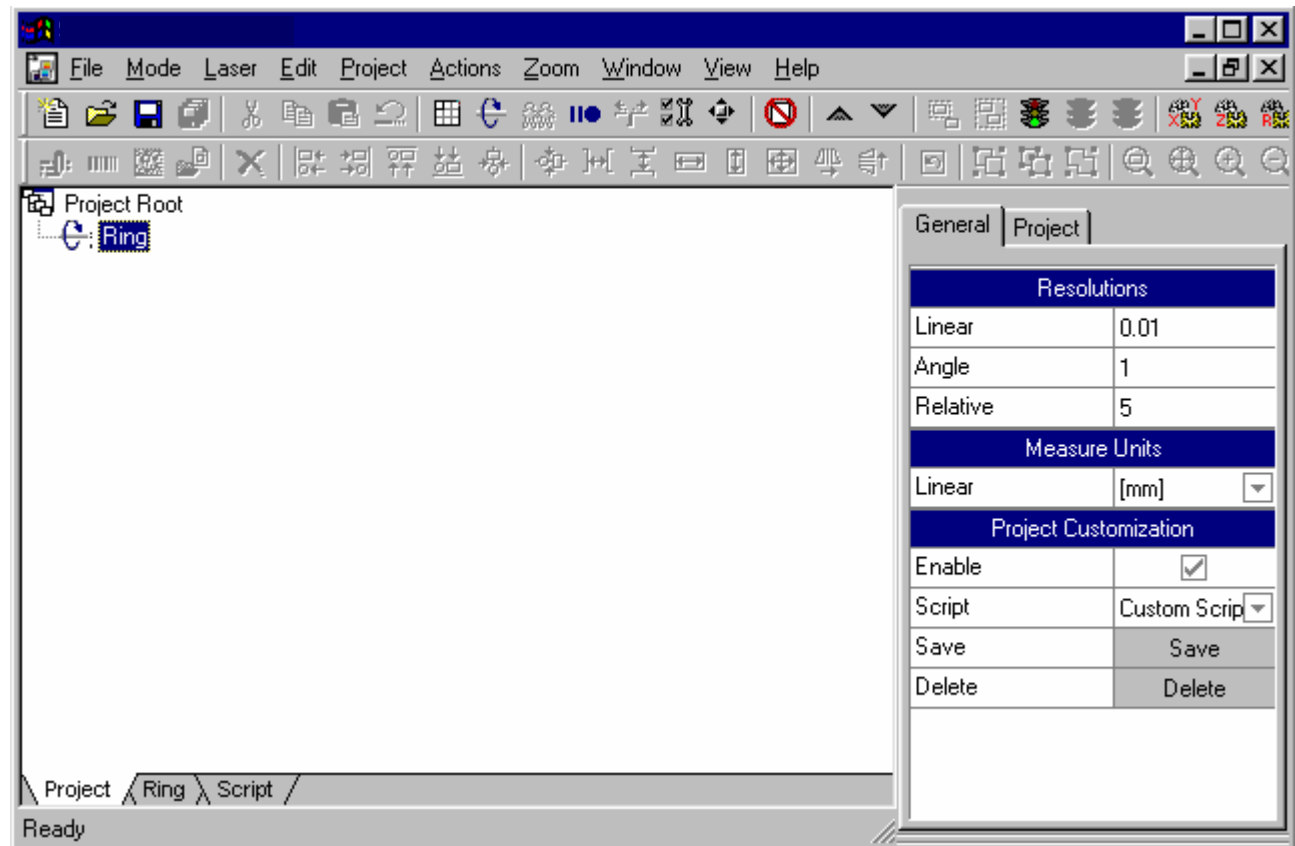 File Mode Laser Edit Project Actions Zoom Window View Help
Project Root
Ring
General Project
Resolutions
Linear 0.01
Angle 1
Relative 5
Measure Units
Linear [mm]
Project Customization
Enable
Script Custom Scrip
Save Save
Delete Delete
Project Ring Script
Ready